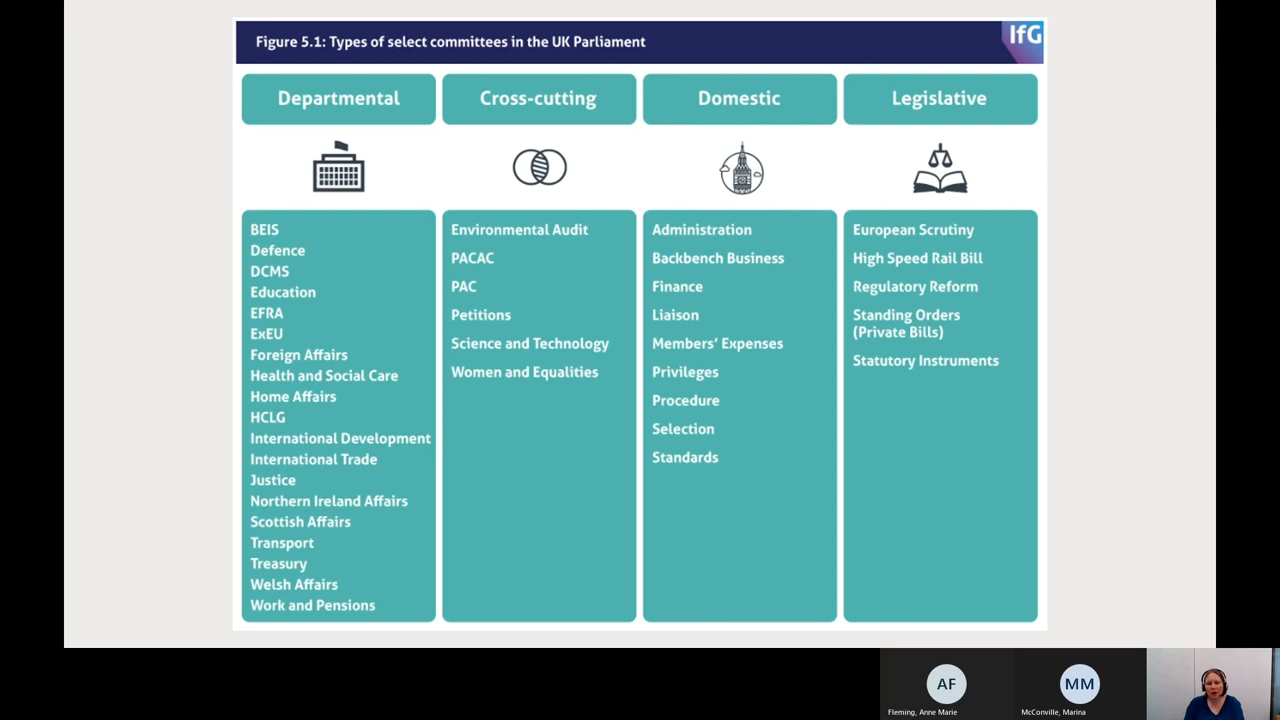 Figure 5.1: Types of select committees in the UK Parliament
IfG
Departmental
Cross-cutting
Domestic
Legislative
BEIS
Defence
DCMS
Education
EFRA
ExEU
Foreign Affairs
Health and Social Care
Home Affairs
HCLG
International Development
International Trade
Justice
Northern Ireland Affairs
Scottish Affairs
Transport
Treasury
Welsh Affairs
Work and Pensions
Environmental Audit
PACAC
PAC
Petitions
Science and Technology
Women and Equalities
Administration
Backbench Business
Finance
Liaison
Members’ Expenses
Privileges
Procedure
Selection
Standards
European Scrutiny
High Speed Rail Bill
Regulatory Reform
Standing Orders
(Private Bills)
Statutory Instruments
AF
Fleming, Anne Marie
MM
McConville, Marina